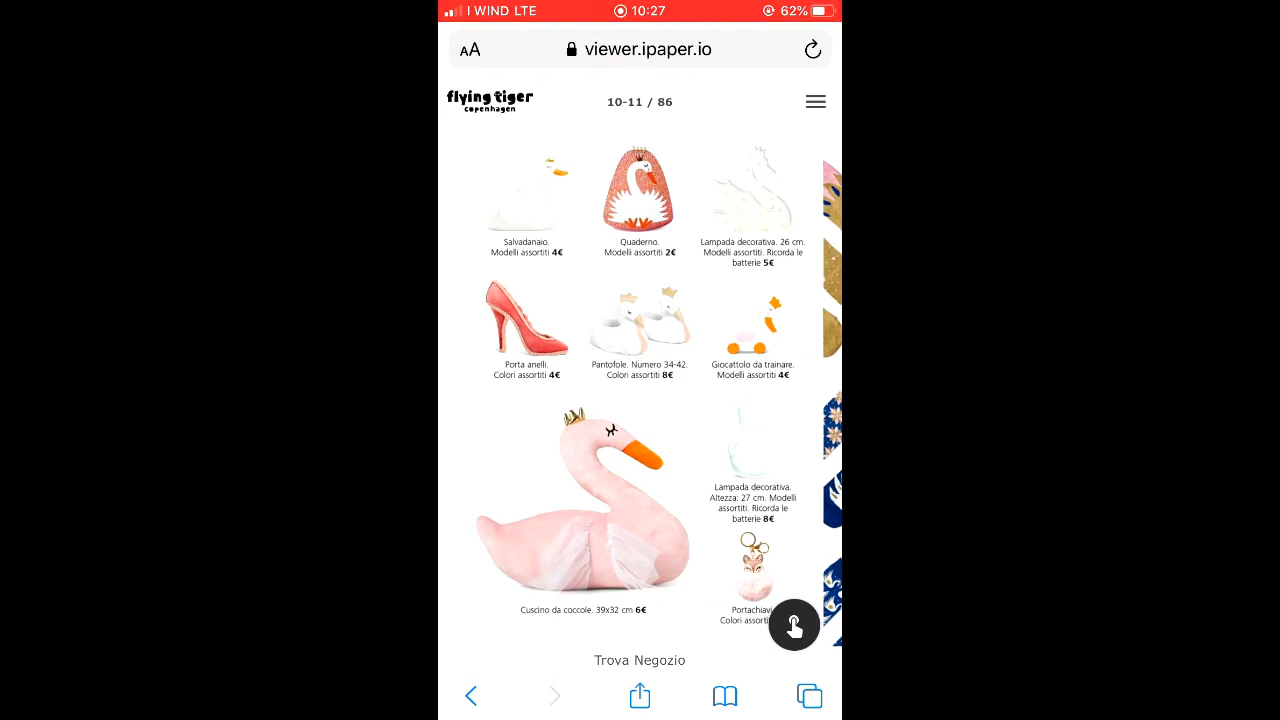 I WIND LTE
10:27
62%
AA
viewer.ipaper.io
flying tiger
copenhagen
10-11 / 86
Salvadanaio.
Modelli assortiti 4€
Quaderno.
Modelli assortiti 2€
Lampada decorativa. 26 cm.
Modelli assortiti. Ricorda le
batterie 5€
Porta anelli.
Colori assortiti 4€
Pantofole. Numero 34-42.
Colori assortiti 8€
Giocattolo da trainare.
Modelli assortiti 4€
Lampada decorativa.
Altezza: 27 cm. Modelli
assortiti. Ricorda le
batterie 8€
Cuscino da coccole. 39x32 cm 6€
Portachiavi
Colori assorti
Trova Negozio